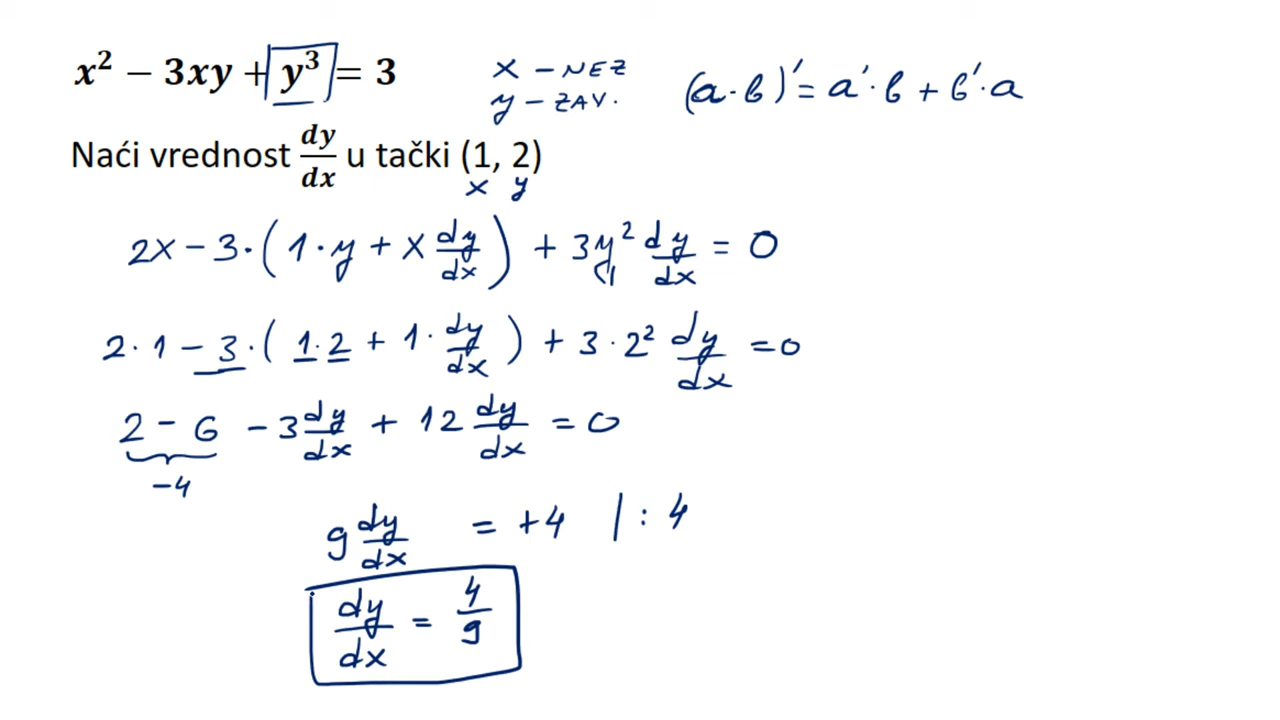 x² − 3xy + y³ = 3
x – NEZ
y – ZAV.
(a·b)' = a'·b + b'·a
Naći vrednost dy/dx u tački (1, 2)
x y
2x − 3·(1·y + x dy/dx) + 3y² dy/dx = 0
2·1 − 3·(1·2 + 1·dy/dx) + 3·2² dy/dx = 0
2 − 6 − 3 dy/dx + 12 dy/dx = 0
−4
9 dy/dx = +4 |: 4
dy/dx = 4/9